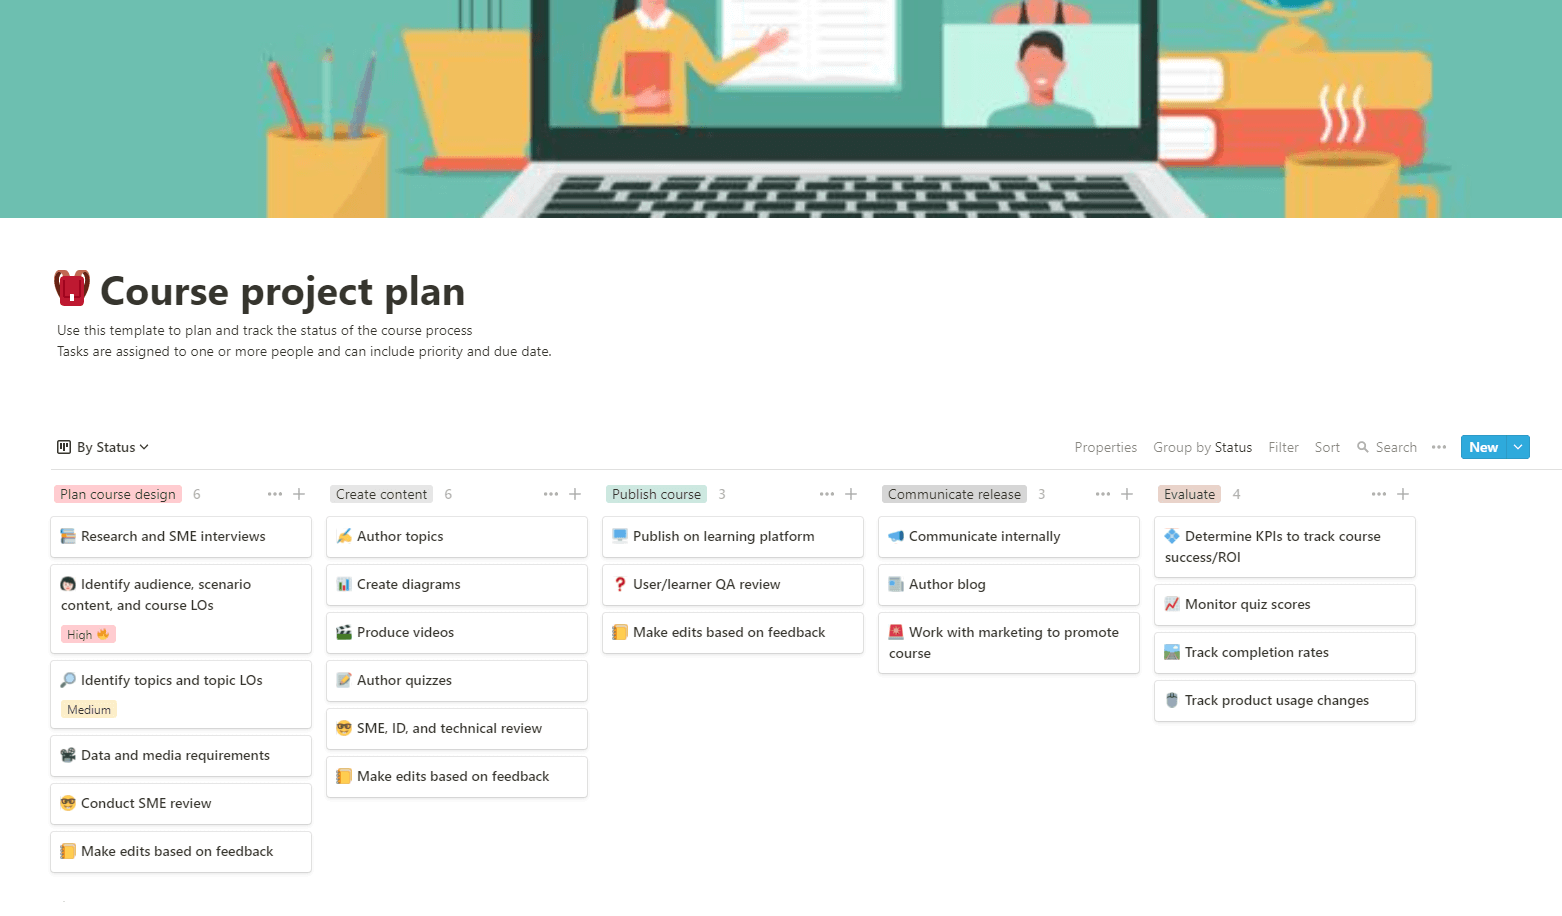 Course project plan
Use this template to plan and track the status of the course process
Tasks are assigned to one or more people and can include priority and due date.
By Status
Properties Group by Status Filter Sort Search New
Plan course design 6
Research and SME interviews
Identify audience, scenario
content, and course LOs
High
Identify topics and topic LOs
Medium
Data and media requirements
Conduct SME review
Make edits based on feedback
Create content 6
Author topics
Create diagrams
Produce videos
Author quizzes
SME, ID, and technical review
Make edits based on feedback
Publish course 3
Publish on learning platform
User/learner QA review
Make edits based on feedback
Communicate release 3
Communicate internally
Author blog
Work with marketing to promote
course
Evaluate 4
Determine KPIs to track course
success/ROI
Monitor quiz scores
Track completion rates
Track product usage changes